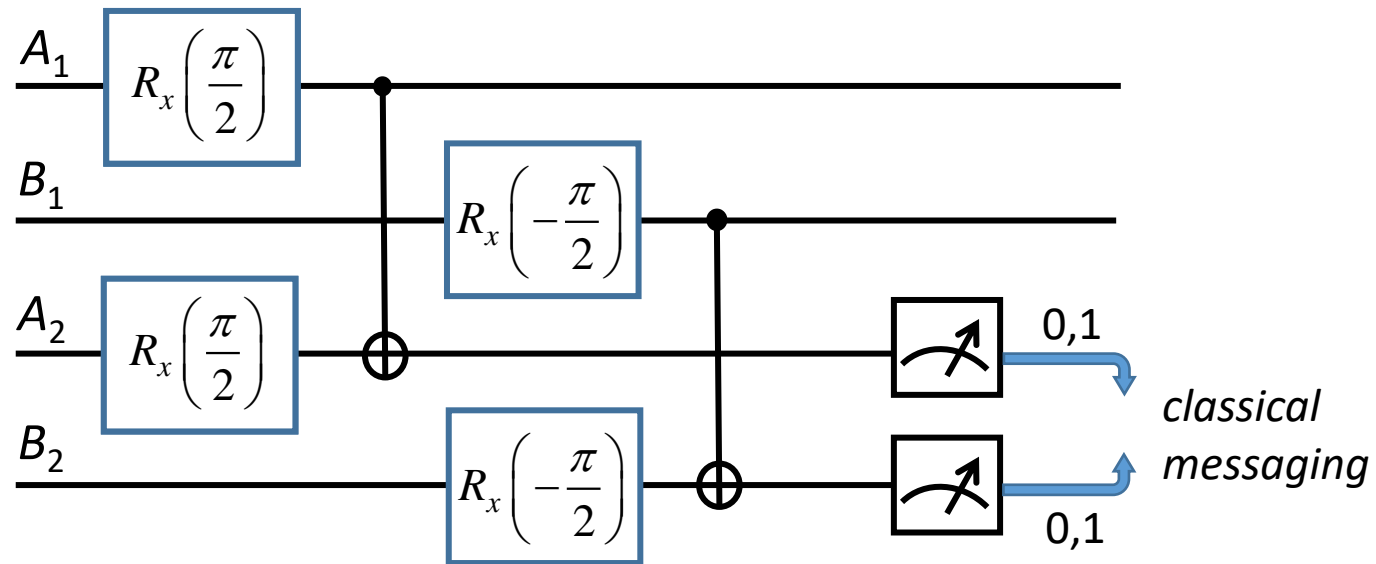 A₁
Rₓ(π/2)
B₁
Rₓ(−π/2)
A₂
Rₓ(π/2)
0,1
B₂
Rₓ(−π/2)
classical
messaging
0,1